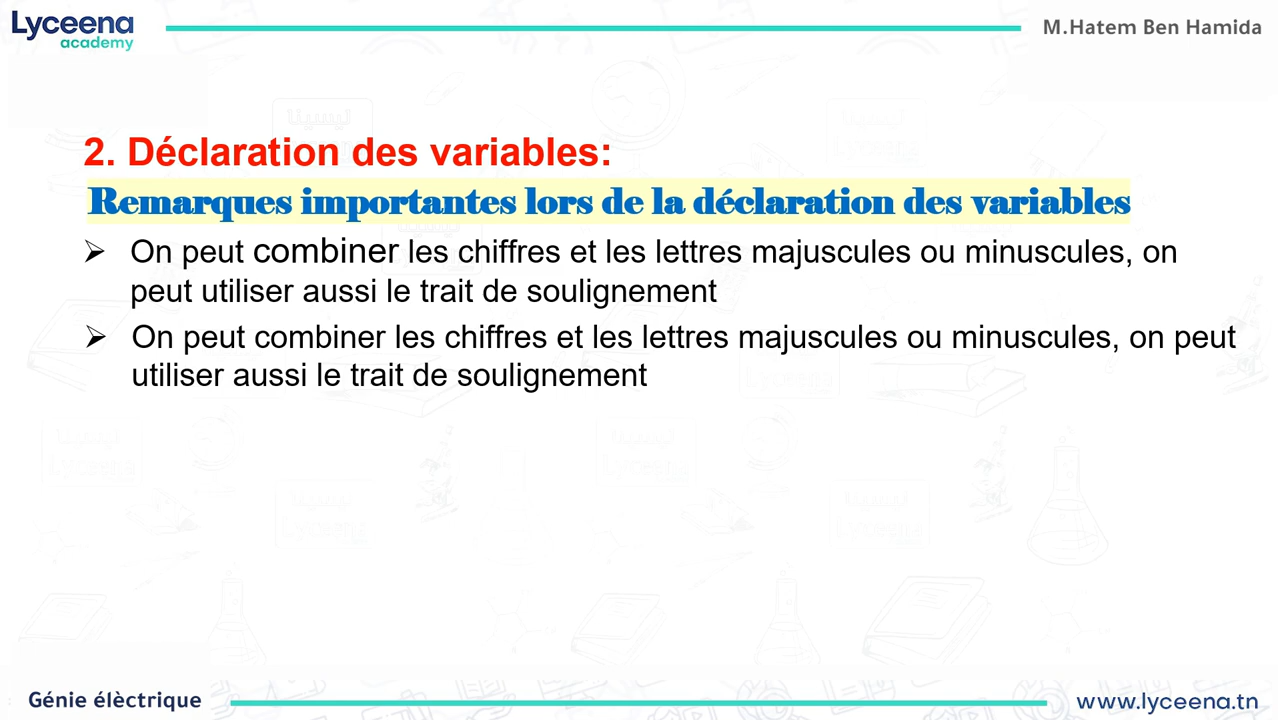 Lyceena
academy
M.Hatem Ben Hamida
2. Déclaration des variables:
Remarques importantes lors de la déclaration des variables
➢ On peut combiner les chiffres et les lettres majuscules ou minuscules, on
peut utiliser aussi le trait de soulignement
➢ On peut combiner les chiffres et les lettres majuscules ou minuscules, on peut
utiliser aussi le trait de soulignement
Génie élèctrique
www.lyceena.tn